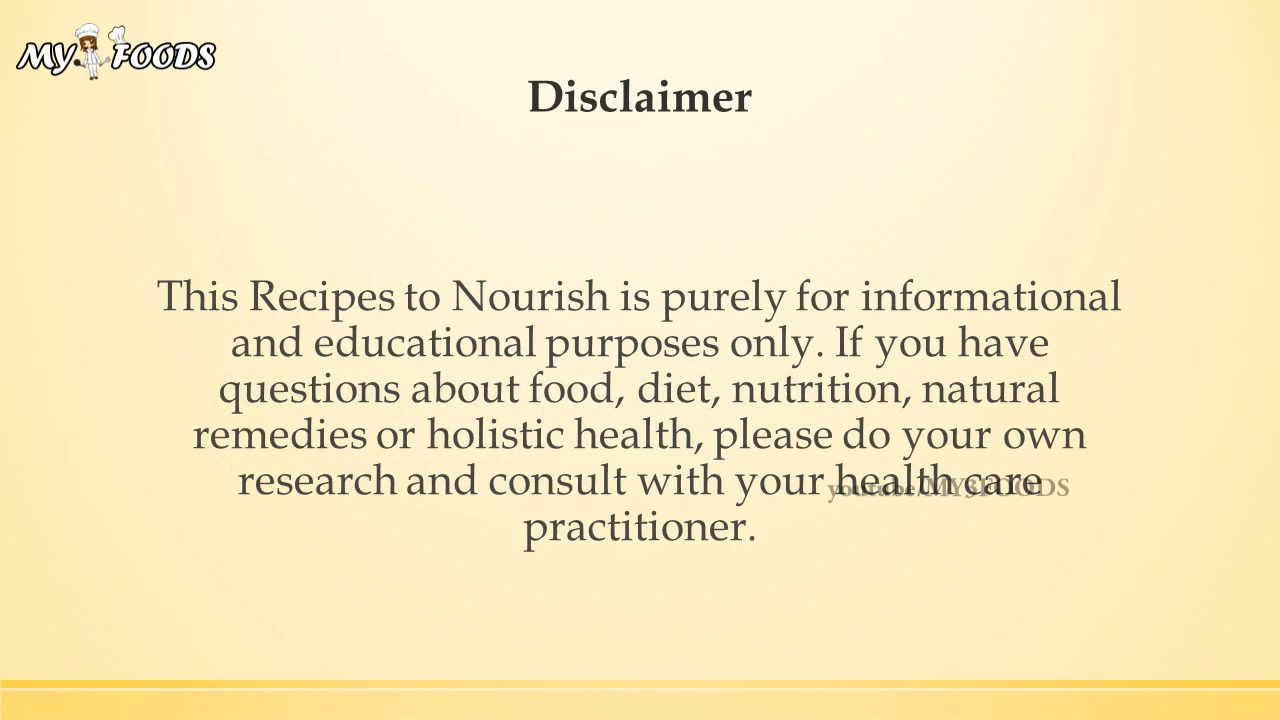 MY FOODS
Disclaimer
This Recipes to Nourish is purely for informational
and educational purposes only. If you have
questions about food, diet, nutrition, natural
remedies or holistic health, please do your own
research and consult with your health care
youtube/MY3FOODS
practitioner.